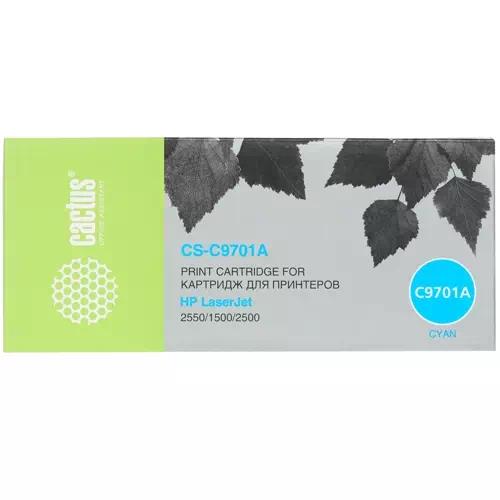 cactus®
OFFICE ASSISTANT
CS-C9701A
PRINT CARTRIDGE FOR
КАРТРИДЖ ДЛЯ ПРИНТЕРОВ
HP LaserJet
2550/1500/2500
C9701A
CYAN